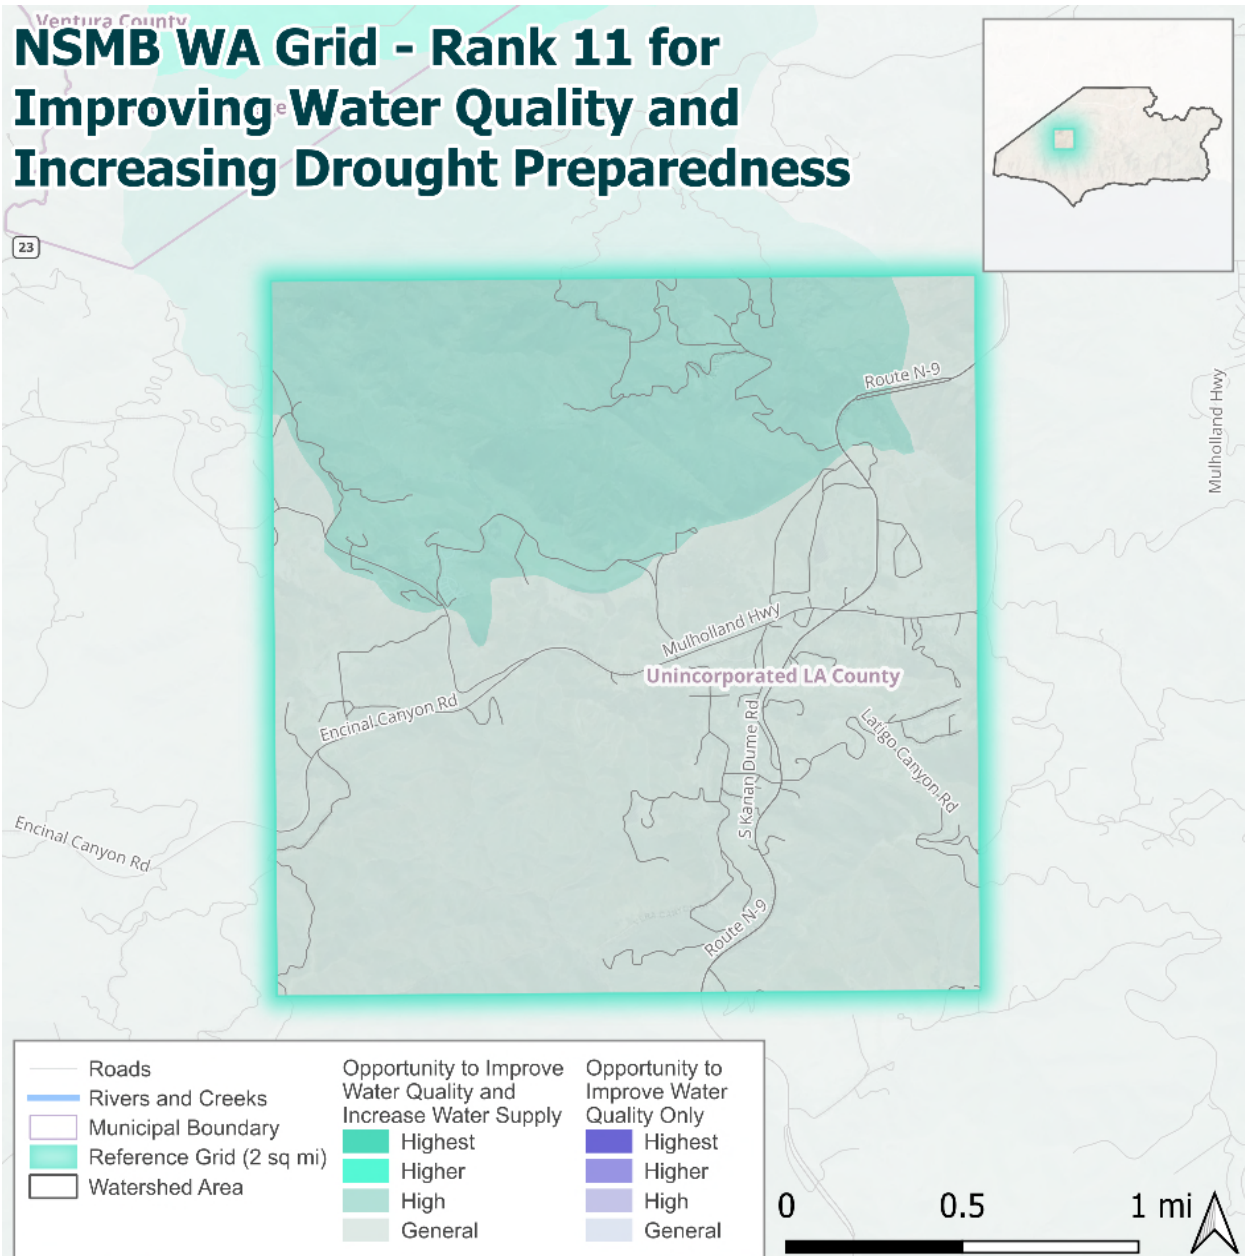 Ventura County
NSMB WA Grid - Rank 11 for
Improving Water Quality and
Increasing Drought Preparedness
23
Route N-9
Mulholland Hwy
Mulholland Hwy
Unincorporated LA County
Encinal Canyon Rd
S Kanan Dume Rd
Latigo Canyon Rd
Encinal Canyon Rd
Route N-9
Roads
Rivers and Creeks
Municipal Boundary
Reference Grid (2 sq mi)
Watershed Area
Opportunity to Improve
Water Quality and
Increase Water Supply
Highest
Higher
High
General
Opportunity to
Improve Water
Quality Only
Highest
Higher
High
General
0 0.5 1 mi